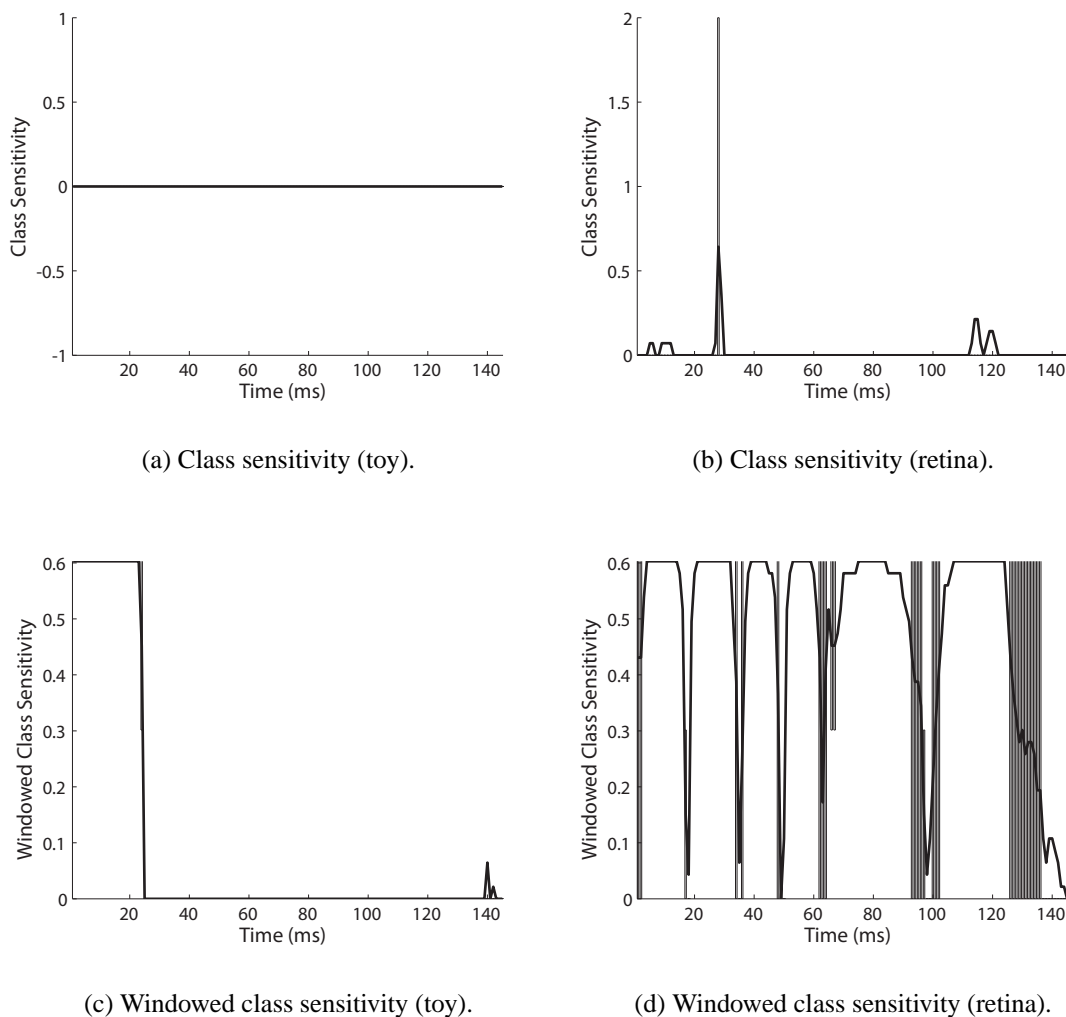 1
0.5
0
-0.5
-1
Class Sensitivity
20 40 60 80 100 120 140
Time (ms)
(a) Class sensitivity (toy).
2
1.5
1
0.5
0
Class Sensitivity
20 40 60 80 100 120 140
Time (ms)
(b) Class sensitivity (retina).
0.6
0.5
0.4
0.3
0.2
0.1
0
Windowed Class Sensitivity
20 40 60 80 100 120 140
Time (ms)
(c) Windowed class sensitivity (toy).
0.6
0.5
0.4
0.3
0.2
0.1
0
Windowed Class Sensitivity
20 40 60 80 100 120 140
Time (ms)
(d) Windowed class sensitivity (retina).